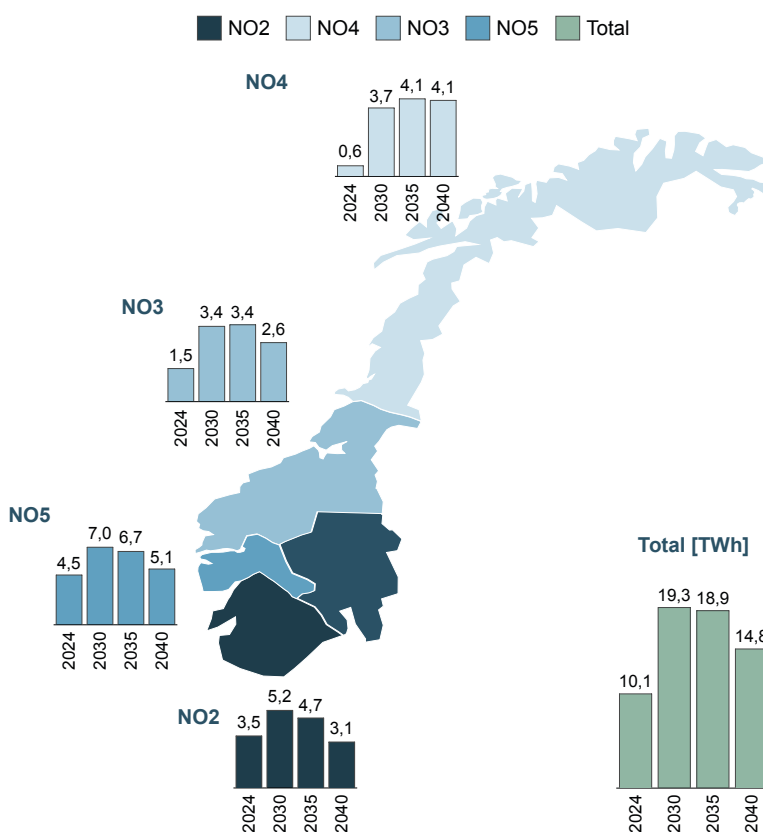 NO2 NO4 NO3 NO5 Total
NO4
0,6 3,7 4,1 4,1
2024 2030 2035 2040
NO3
1,5 3,4 3,4 2,6
2024 2030 2035 2040
NO5
4,5 7,0 6,7 5,1
2024 2030 2035 2040
NO2
3,5 5,2 4,7 3,1
2024 2030 2035 2040
Total [TWh]
10,1 19,3 18,9 14,8
2024 2030 2035 2040